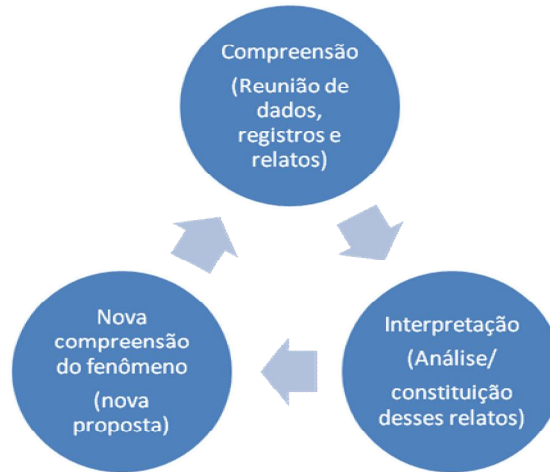 Compreensão
(Reunião de
dados,
registros e
relatos)
Interpretação
(Análise/
constituição
desses relatos)
Nova
compreensão
do fenômeno
(nova
proposta)